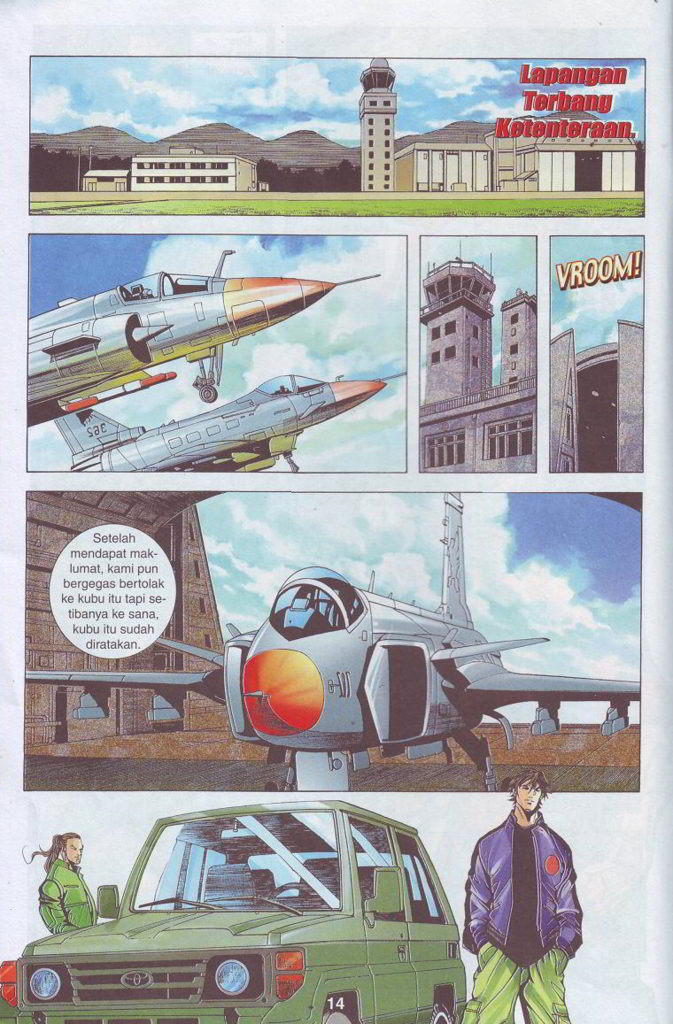 Lapangan
Terbang
Ketenteraan.
365
VROOM!
Setelah
mendapat mak-
lumat, kami pun
bergegas bertolak
ke kubu itu tapi se-
tibanya ke sana,
kubu itu sudah
diratakan.
14